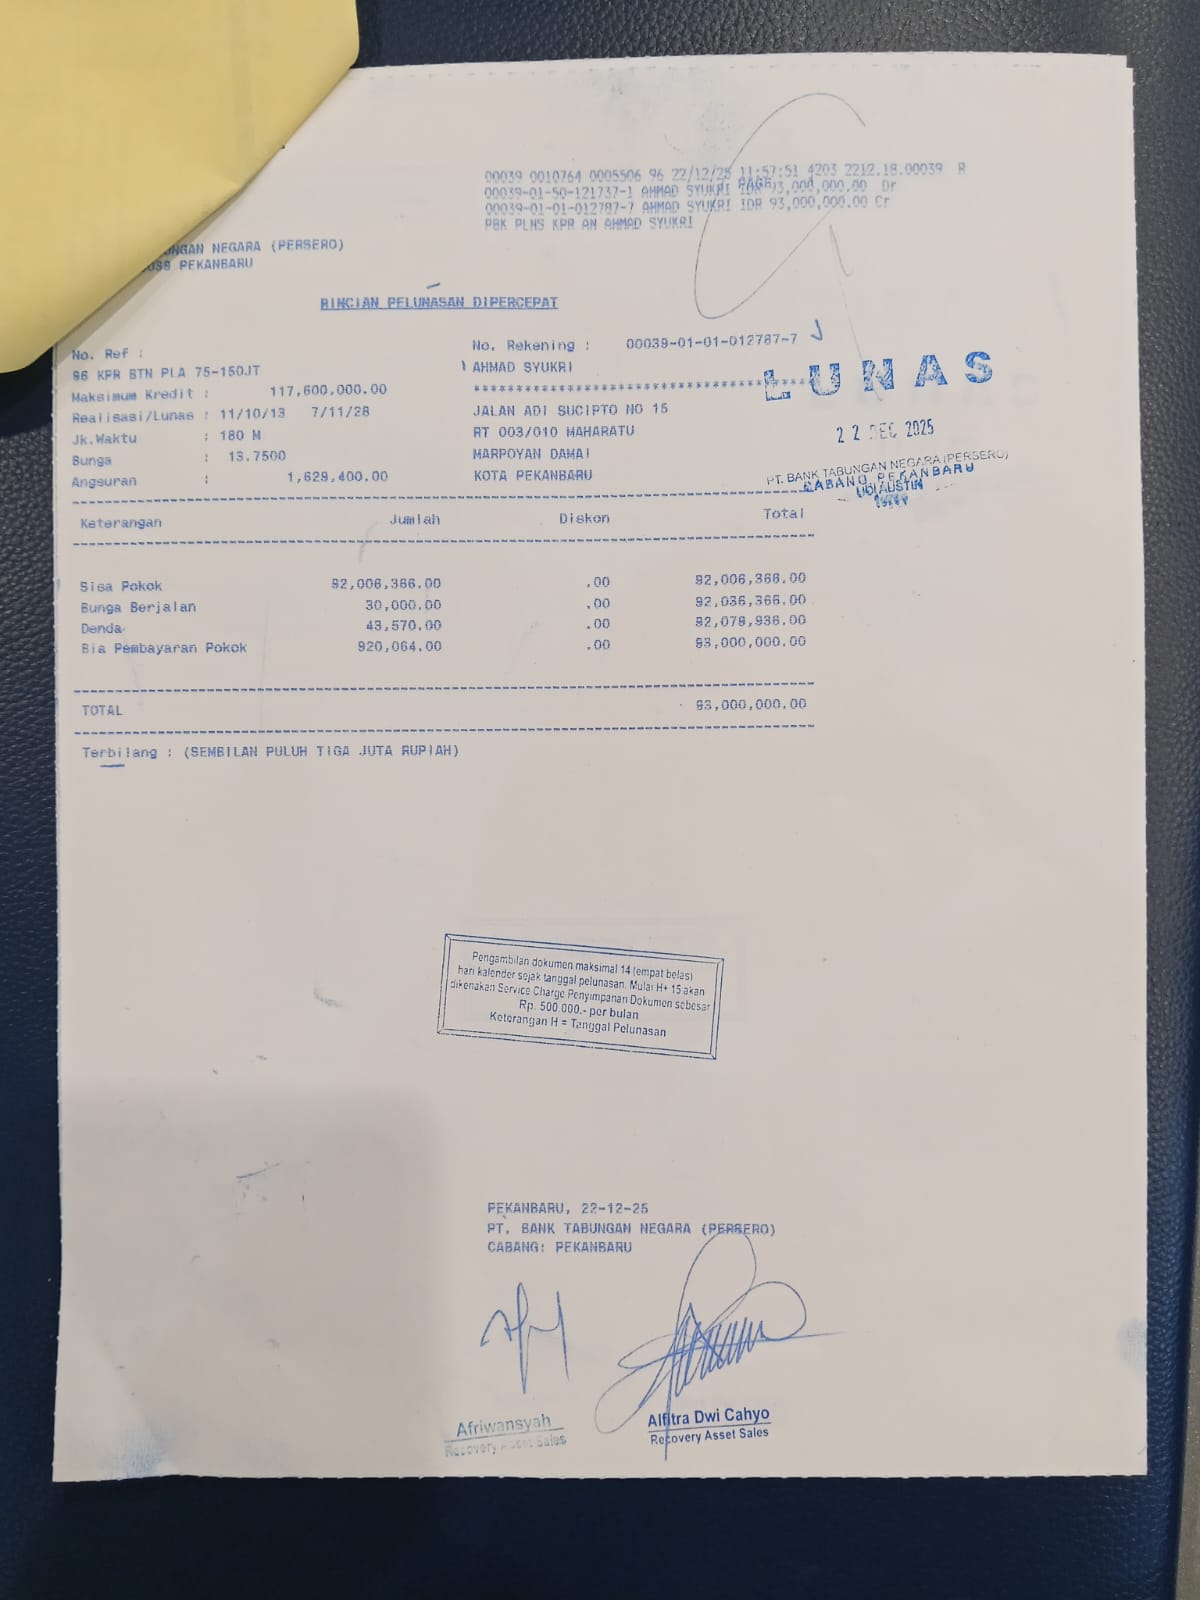 00039 0010764 0005506 96 22/12/25 11:57:51 4203 2212.18.00039 R
PAGE
00039-01-50-121737-1 AHMAD SYUKRI IDR 93,000,000.00 Dr
00039-01-01-012787-7 AHMAD SYUKRI IDR 93,000,000.00 Cr
PBK PLNS KPR AN AHMAD SYUKRI
NEGARA (PERSERO)
PEKANBARU
RINCIAN PELUNASAN DIPERCEPAT
No. Ref :
96 KPR BTN PLA 75-150JT
Maksimum Kredit : 117,600,000.00
Realisasi/Lunas : 11/10/13 7/11/28
Jk.Waktu : 180 M
Bunga : 13.7500
Angsuran : 1,629,400.00
No. Rekening : 00039-01-01-012787-7
AHMAD SYUKRI
JALAN ADI SUCIPTO NO 15
RT 003/010 MAHARATU
MARPOYAN DAMAI
KOTA PEKANBARU
LUNAS
22 DEC 2025
PT. BANK TABUNGAN NEGARA (PERSERO)
CABANG PEKANBARU
Keterangan Jumlah Diskon Total
Sisa Pokok 92,006,366.00 .00 92,006,366.00
Bunga Berjalan 30,000.00 .00 92,036,366.00
Denda 43,570.00 .00 92,079,936.00
Bia Pembayaran Pokok 920,064.00 .00 93,000,000.00
TOTAL 93,000,000.00
Terbilang : (SEMBILAN PULUH TIGA JUTA RUPIAH)
Pengambilan dokumen maksimal 14 (empat belas)
hari kalender sejak tanggal pelunasan. Mulai H+ 15 akan
dikenakan Service Charge Penyimpanan Dokumen sebesar
Rp. 500.000.- per bulan
Keterangan H = Tanggal Pelunasan
PEKANBARU, 22-12-25
PT. BANK TABUNGAN NEGARA (PERSERO)
CABANG: PEKANBARU
Afriwansyah
Recovery Asset Sales
Alfitra Dwi Cahyo
Recovery Asset Sales